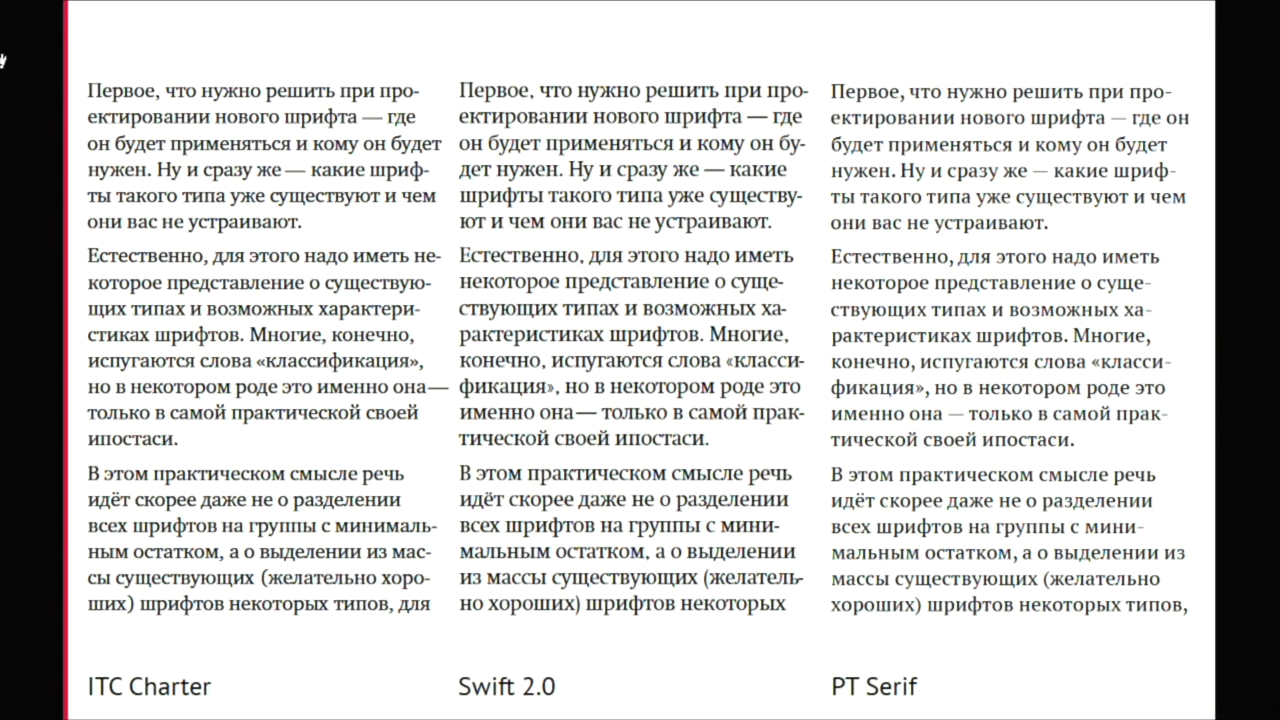 Первое, что нужно решить при про-
ектировании нового шрифта — где
он будет применяться и кому он будет
нужен. Ну и сразу же — какие шриф-
ты такого типа уже существуют и чем
они вас не устраивают.
Естественно, для этого надо иметь не-
которое представление о существую-
щих типах и возможных характери-
стиках шрифтов. Многие, конечно,
испугаются слова «классификация»,
но в некотором роде это именно она —
только в самой практической своей
ипостаси.
В этом практическом смысле речь
идёт скорее даже не о разделении
всех шрифтов на группы с минималь-
ным остатком, а о выделении из мас-
сы существующих (желательно хоро-
ших) шрифтов некоторых типов, для
ITC Charter
Первое, что нужно решить при про-
ектировании нового шрифта — где
он будет применяться и кому он бу-
дет нужен. Ну и сразу же — какие
шрифты такого типа уже существу-
ют и чем они вас не устраивают.
Естественно, для этого надо иметь
некоторое представление о суще-
ствующих типах и возможных ха-
рактеристиках шрифтов. Многие,
конечно, испугаются слова «класси-
фикация», но в некотором роде это
именно она — только в самой прак-
тической своей ипостаси.
В этом практическом смысле речь
идёт скорее даже не о разделении
всех шрифтов на группы с мини-
мальным остатком, а о выделении
из массы существующих (желатель-
но хороших) шрифтов некоторых
Swift 2.0
Первое, что нужно решить при про-
ектировании нового шрифта — где он
будет применяться и кому он будет
нужен. Ну и сразу же — какие шриф-
ты такого типа уже существуют и чем
они вас не устраивают.
Естественно, для этого надо иметь
некоторое представление о суще-
ствующих типах и возможных ха-
рактеристиках шрифтов. Многие,
конечно, испугаются слова «класси-
фикация», но в некотором роде это
именно она — только в самой прак-
тической своей ипостаси.
В этом практическом смысле речь
идёт скорее даже не о разделении
всех шрифтов на группы с мини-
мальным остатком, а о выделении из
массы существующих (желательно
хороших) шрифтов некоторых типов,
PT Serif